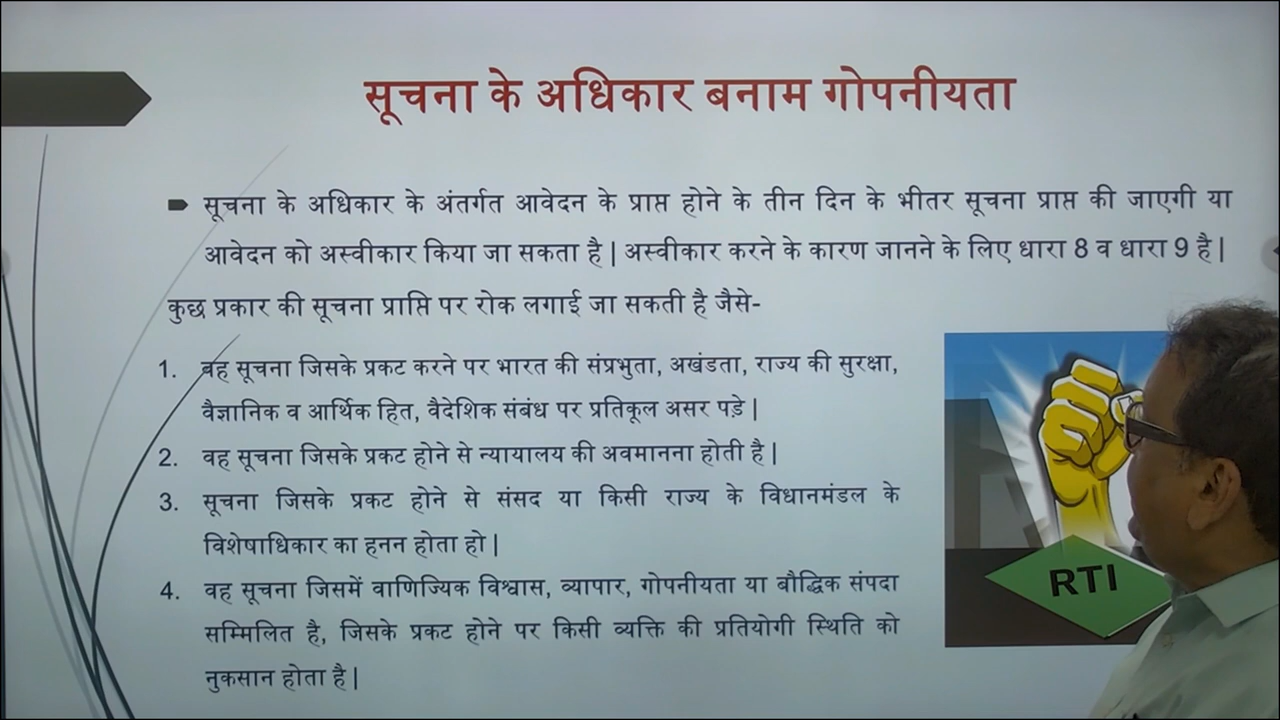 सूचना के अधिकार बनाम गोपनीयता
सूचना के अधिकार के अंतर्गत आवेदन के प्राप्त होने के तीन दिन के भीतर सूचना प्राप्त की जाएगी या
आवेदन को अस्वीकार किया जा सकता है | अस्वीकार करने के कारण जानने के लिए धारा 8 व धारा 9 है |
कुछ प्रकार की सूचना प्राप्ति पर रोक लगाई जा सकती है जैसे-
1. वह सूचना जिसके प्रकट करने पर भारत की संप्रभुता, अखंडता, राज्य की सुरक्षा,
वैज्ञानिक व आर्थिक हित, वैदेशिक संबंध पर प्रतिकूल असर पड़े |
2. वह सूचना जिसके प्रकट होने से न्यायालय की अवमानना होती है |
3. सूचना जिसके प्रकट होने से संसद या किसी राज्य के विधानमंडल के
विशेषाधिकार का हनन होता हो |
4. वह सूचना जिसमें वाणिज्यिक विश्वास, व्यापार, गोपनीयता या बौद्धिक संपदा
सम्मिलित है, जिसके प्रकट होने पर किसी व्यक्ति की प्रतियोगी स्थिति को
नुकसान होता है |
RTI